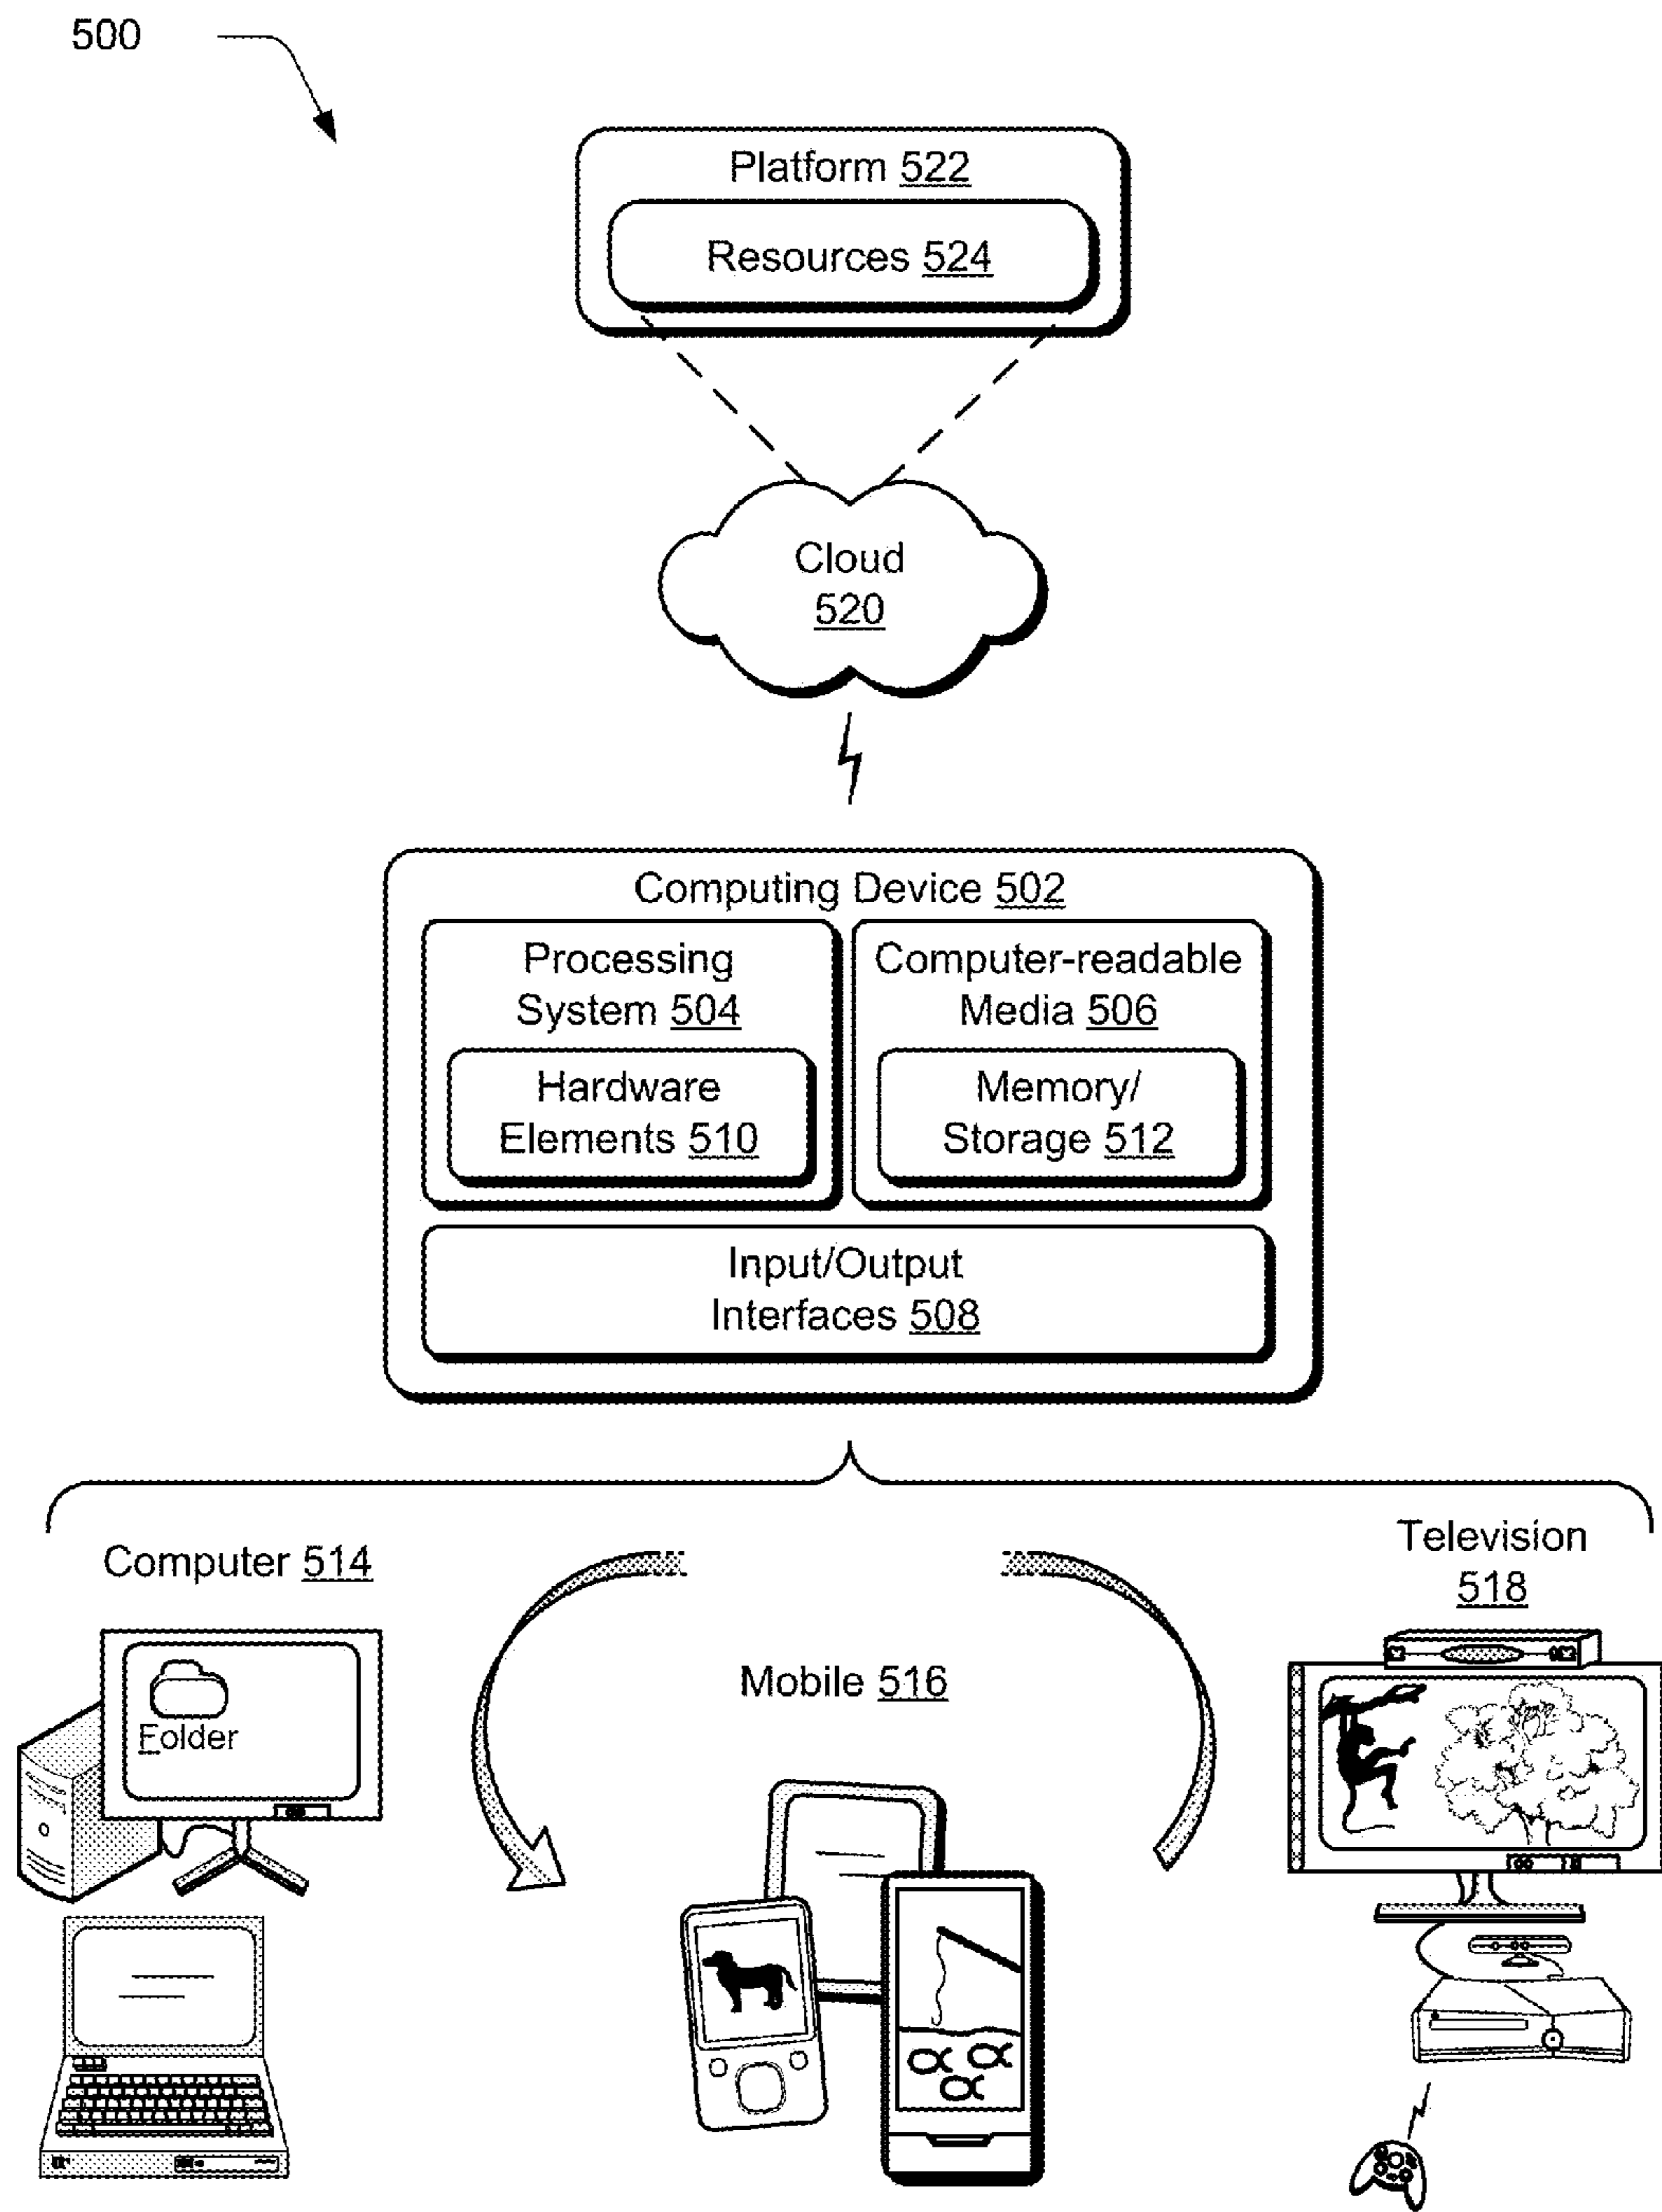 500
Platform 522
Resources 524
Cloud
520
Computing Device 502
Processing
System 504
Hardware
Elements 510
Computer-readable
Media 506
Memory/
Storage 512
Input/Output
Interfaces 508
Computer 514
Folder
Mobile 516
Television
518